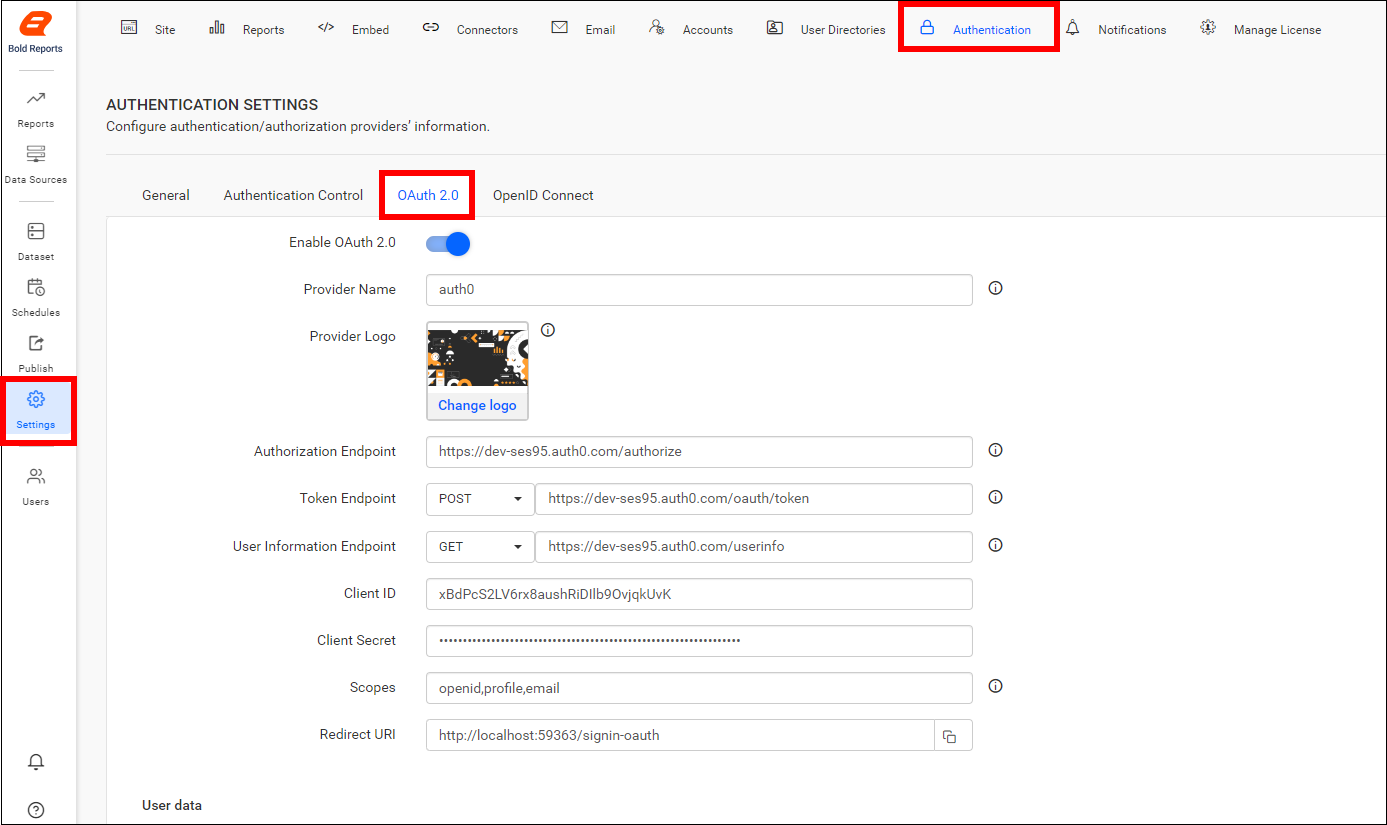 Bold Reports
Reports
Data Sources
Dataset
Schedules
Publish
Settings
Users
URL Site Reports Embed Connectors Email Accounts User Directories Authentication Notifications Manage License
AUTHENTICATION SETTINGS
Configure authentication/authorization providers' information.
General Authentication Control OAuth 2.0 OpenID Connect
Enable OAuth 2.0
Provider Name auth0
Provider Logo
Change logo
Authorization Endpoint https://dev-ses95.auth0.com/authorize
Token Endpoint POST https://dev-ses95.auth0.com/oauth/token
User Information Endpoint GET https://dev-ses95.auth0.com/userinfo
Client ID xBdPcS2LV6rx8aushRiDIlb9OvjqkUvK
Client Secret ••••••••••••••••••••••••••••••••••••••••••••••••••••••••••••••••
Scopes openid,profile,email
Redirect URI http://localhost:59363/signin-oauth
User data